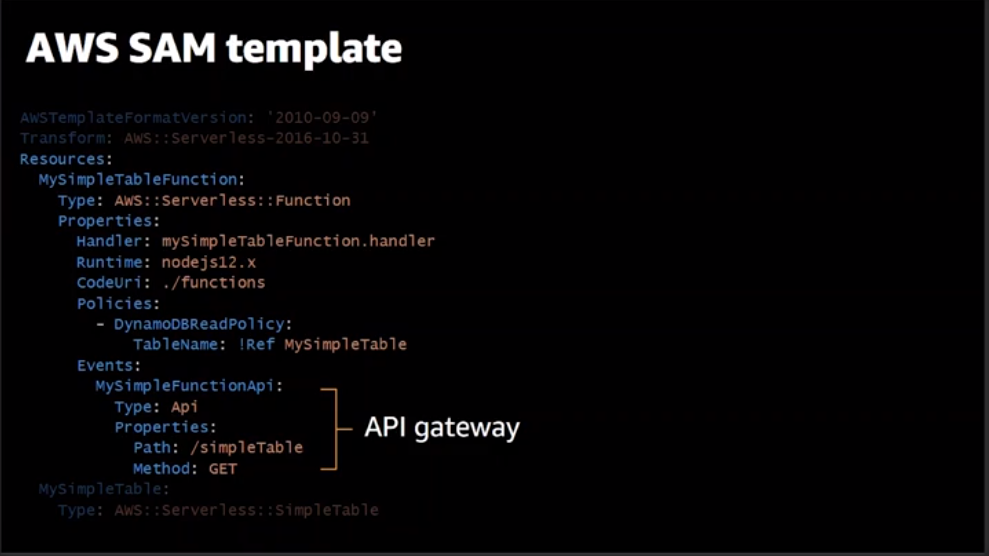 AWS SAM template
AWSTemplateFormatVersion: '2010-09-09'
Transform: AWS::Serverless-2016-10-31
Resources:
  MySimpleTableFunction:
    Type: AWS::Serverless::Function
    Properties:
      Handler: mySimpleTableFunction.handler
      Runtime: nodejs12.x
      CodeUri: ./functions
      Policies:
        - DynamoDBReadPolicy:
            TableName: !Ref MySimpleTable
      Events:
        MySimpleFunctionApi:
          Type: Api
          Properties:
            Path: /simpleTable
            Method: GET
API gateway
  MySimpleTable:
    Type: AWS::Serverless::SimpleTable